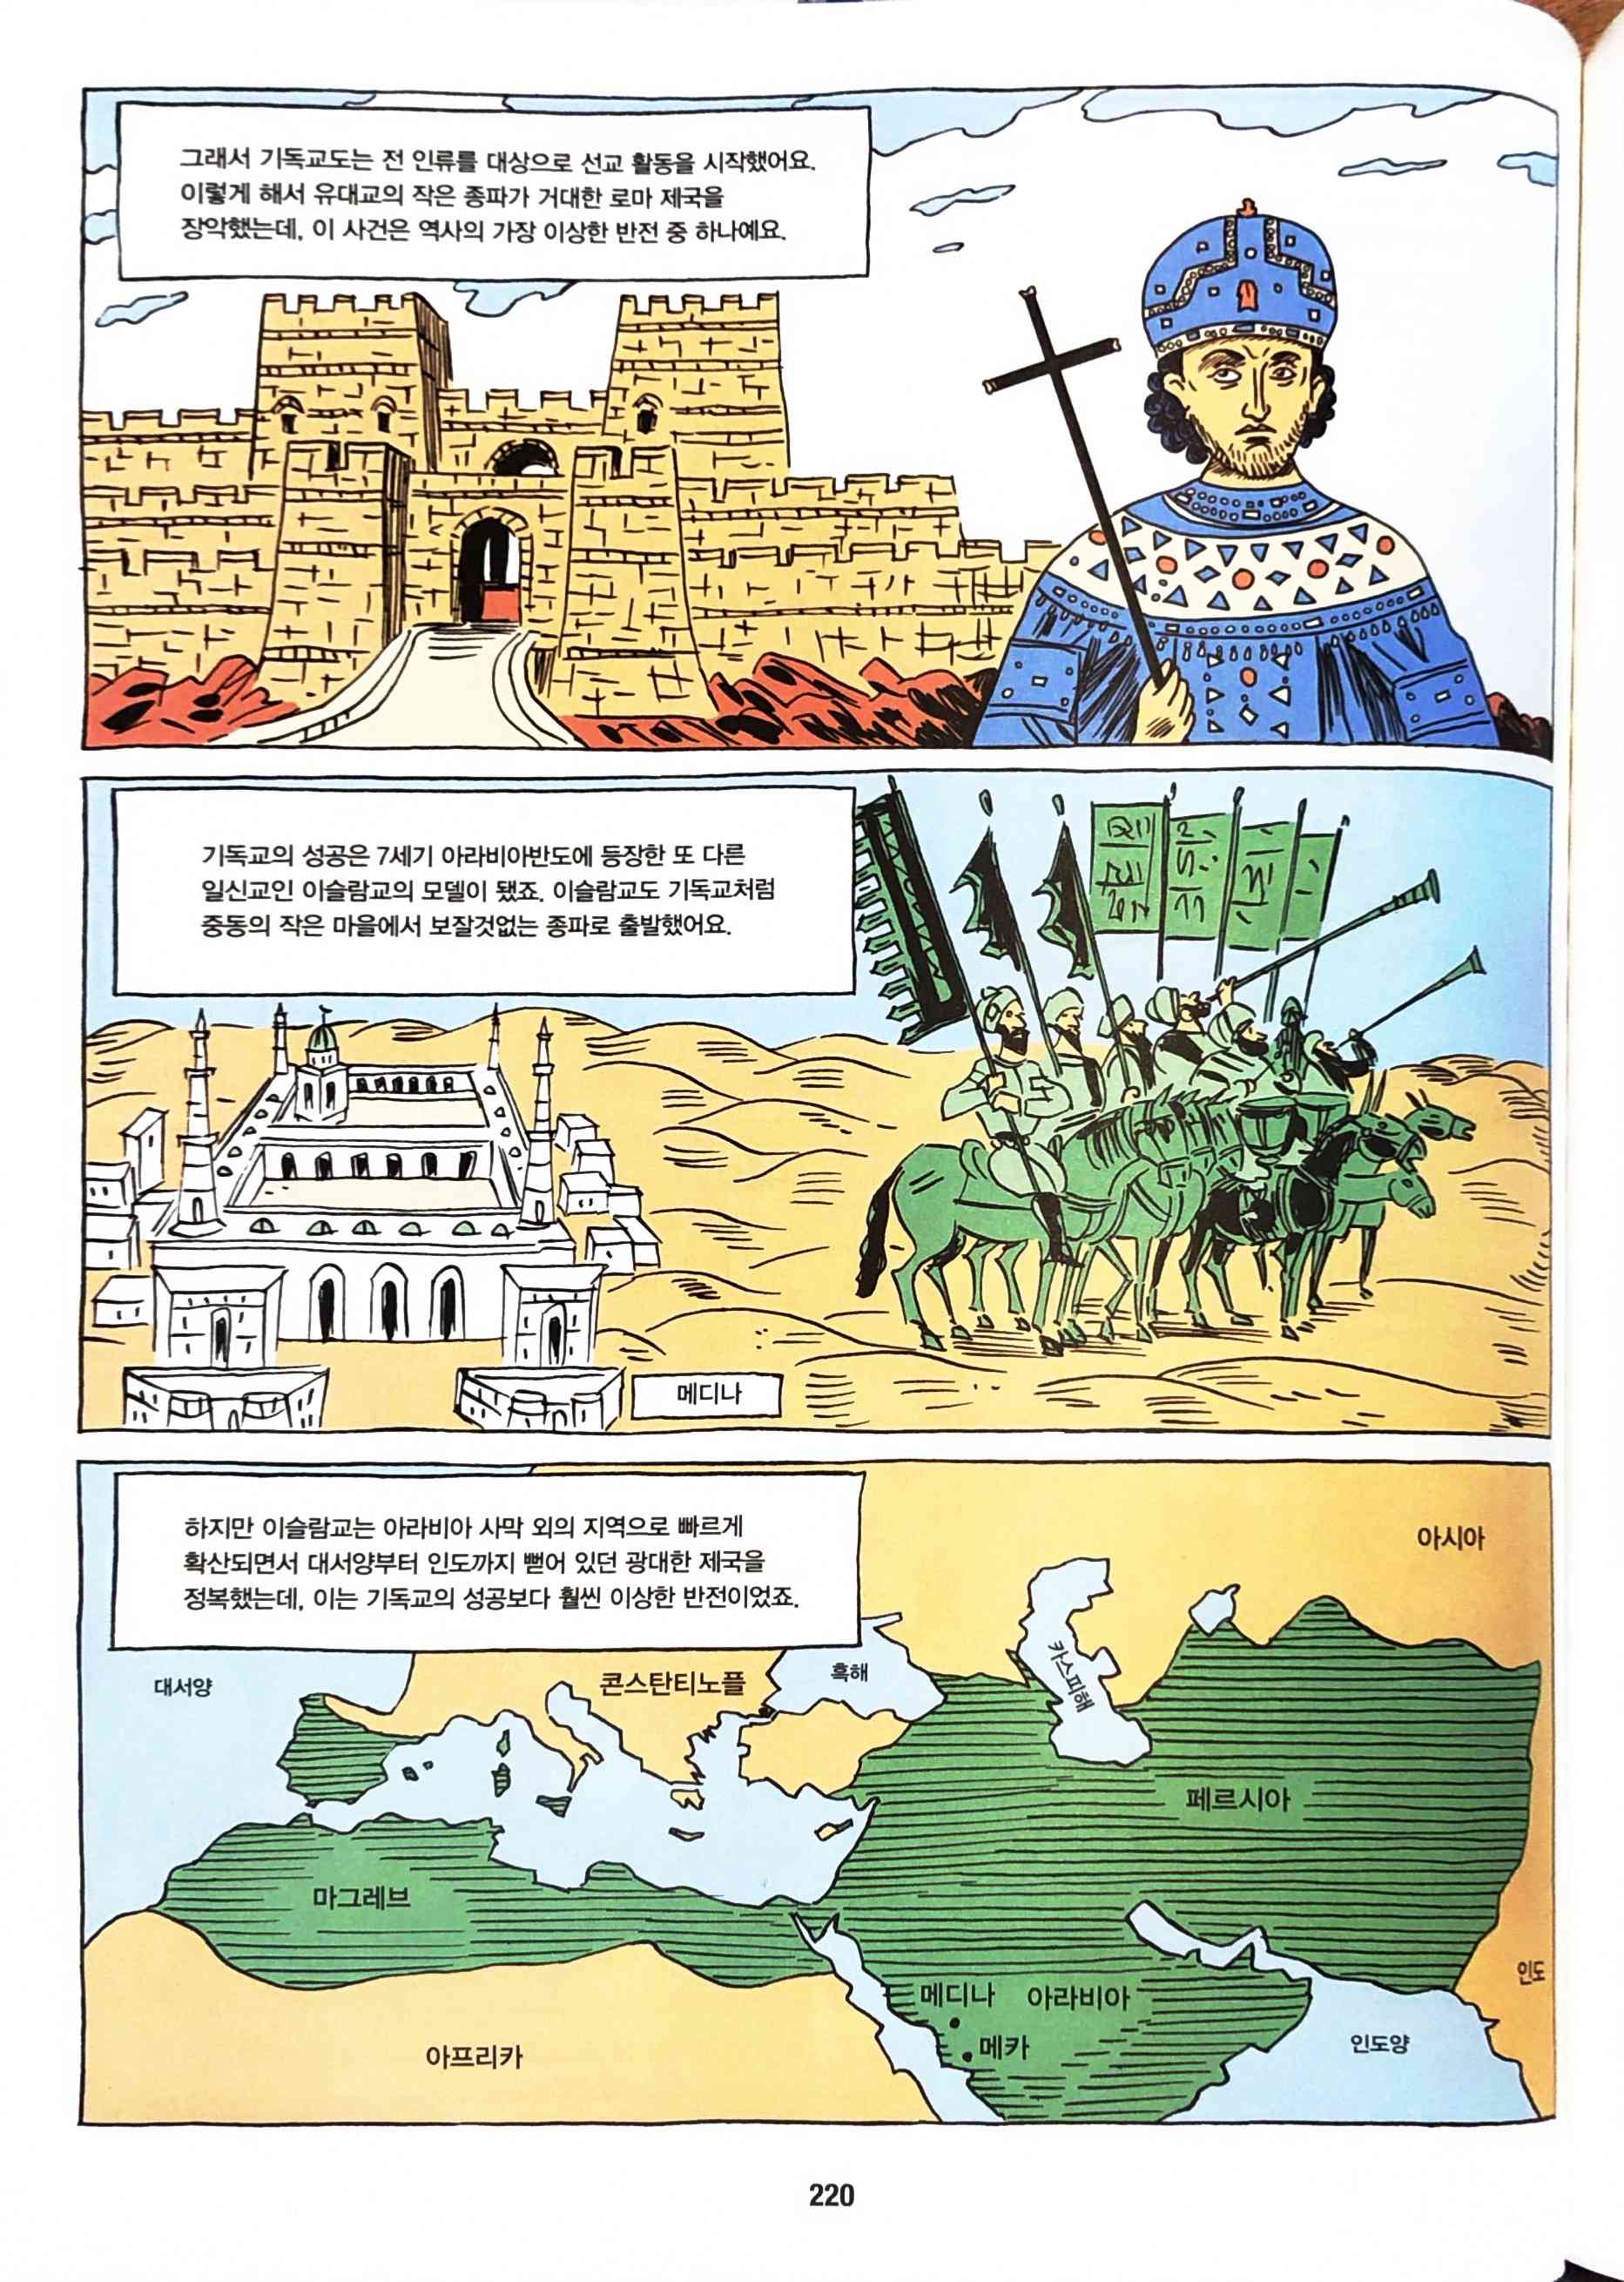 그래서 기독교도는 전 인류를 대상으로 선교 활동을 시작했어요.
이렇게 해서 유대교의 작은 종파가 거대한 로마 제국을
장악했는데, 이 사건은 역사의 가장 이상한 반전 중 하나예요.
기독교의 성공은 7세기 아라비아반도에 등장한 또 다른
일신교인 이슬람교의 모델이 됐죠. 이슬람교도 기독교처럼
중동의 작은 마을에서 보잘것없는 종파로 출발했어요.
메디나
하지만 이슬람교는 아라비아 사막 외의 지역으로 빠르게
확산되면서 대서양부터 인도까지 뻗어 있던 광대한 제국을
정복했는데, 이는 기독교의 성공보다 훨씬 이상한 반전이었죠.
아시아
대서양
콘스탄티노플
흑해
카스피해
페르시아
마그레브
인도
메디나
아라비아
메카
인도양
아프리카
220